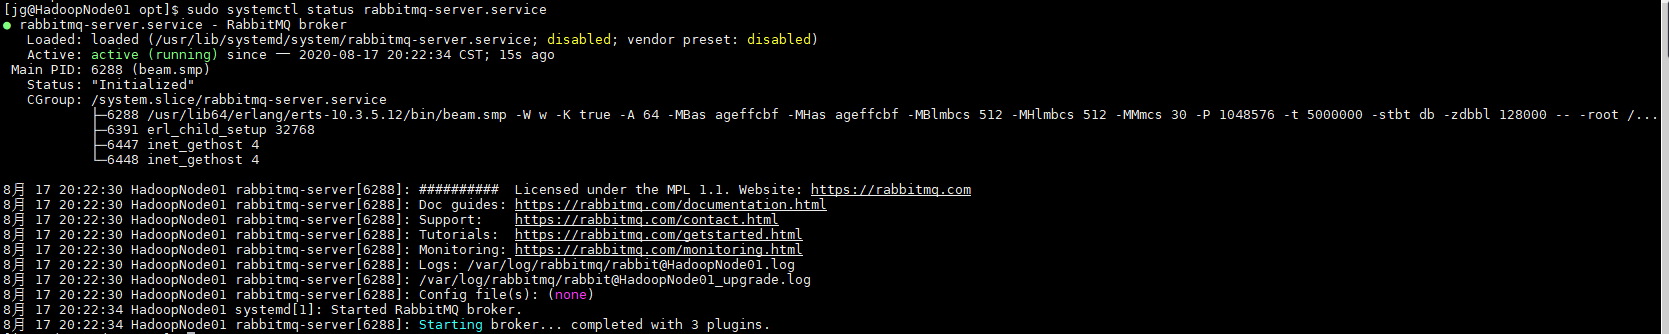 [jg@HadoopNode01 opt]$ sudo systemctl status rabbitmq-server.service
● rabbitmq-server.service - RabbitMQ broker
Loaded: loaded (/usr/lib/systemd/system/rabbitmq-server.service; disabled; vendor preset: disabled)
Active: active (running) since 一 2020-08-17 20:22:34 CST; 15s ago
Main PID: 6288 (beam.smp)
Status: "Initialized"
CGroup: /system.slice/rabbitmq-server.service
├─6288 /usr/lib64/erlang/erts-10.3.5.12/bin/beam.smp -W w -K true -A 64 -MBas ageffcbf -MHas ageffcbf -MBlmbcs 512 -MHlmbcs 512 -MMmcs 30 -P 1048576 -t 5000000 -stbt db -zdbbl 128000 -- -root /...
├─6391 erl_child_setup 32768
├─6447 inet_gethost 4
└─6448 inet_gethost 4
8月 17 20:22:30 HadoopNode01 rabbitmq-server[6288]: ########## Licensed under the MPL 1.1. Website: https://rabbitmq.com
8月 17 20:22:30 HadoopNode01 rabbitmq-server[6288]: Doc guides: https://rabbitmq.com/documentation.html
8月 17 20:22:30 HadoopNode01 rabbitmq-server[6288]: Support: https://rabbitmq.com/contact.html
8月 17 20:22:30 HadoopNode01 rabbitmq-server[6288]: Tutorials: https://rabbitmq.com/getstarted.html
8月 17 20:22:30 HadoopNode01 rabbitmq-server[6288]: Monitoring: https://rabbitmq.com/monitoring.html
8月 17 20:22:30 HadoopNode01 rabbitmq-server[6288]: Logs: /var/log/rabbitmq/rabbit@HadoopNode01.log
8月 17 20:22:30 HadoopNode01 rabbitmq-server[6288]: /var/log/rabbitmq/rabbit@HadoopNode01_upgrade.log
8月 17 20:22:30 HadoopNode01 rabbitmq-server[6288]: Config file(s): (none)
8月 17 20:22:34 HadoopNode01 systemd[1]: Started RabbitMQ broker.
8月 17 20:22:34 HadoopNode01 rabbitmq-server[6288]: Starting broker... completed with 3 plugins.